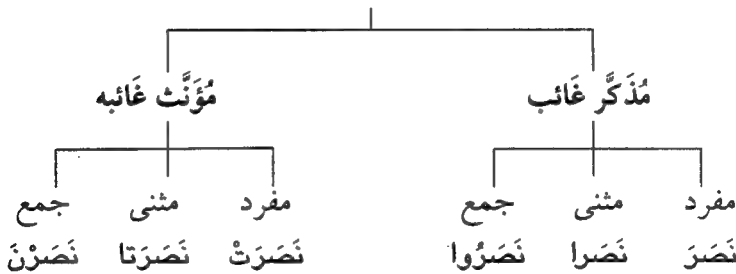 مُذَكَّر غَائب مُؤَنَّث غَائبه
مفرد مثنى جمع مفرد مثنى جمع
نَصَرَ نَصَرا نَصَرُوا نَصَرَتْ نَصَرَتا نَصَرْنَ